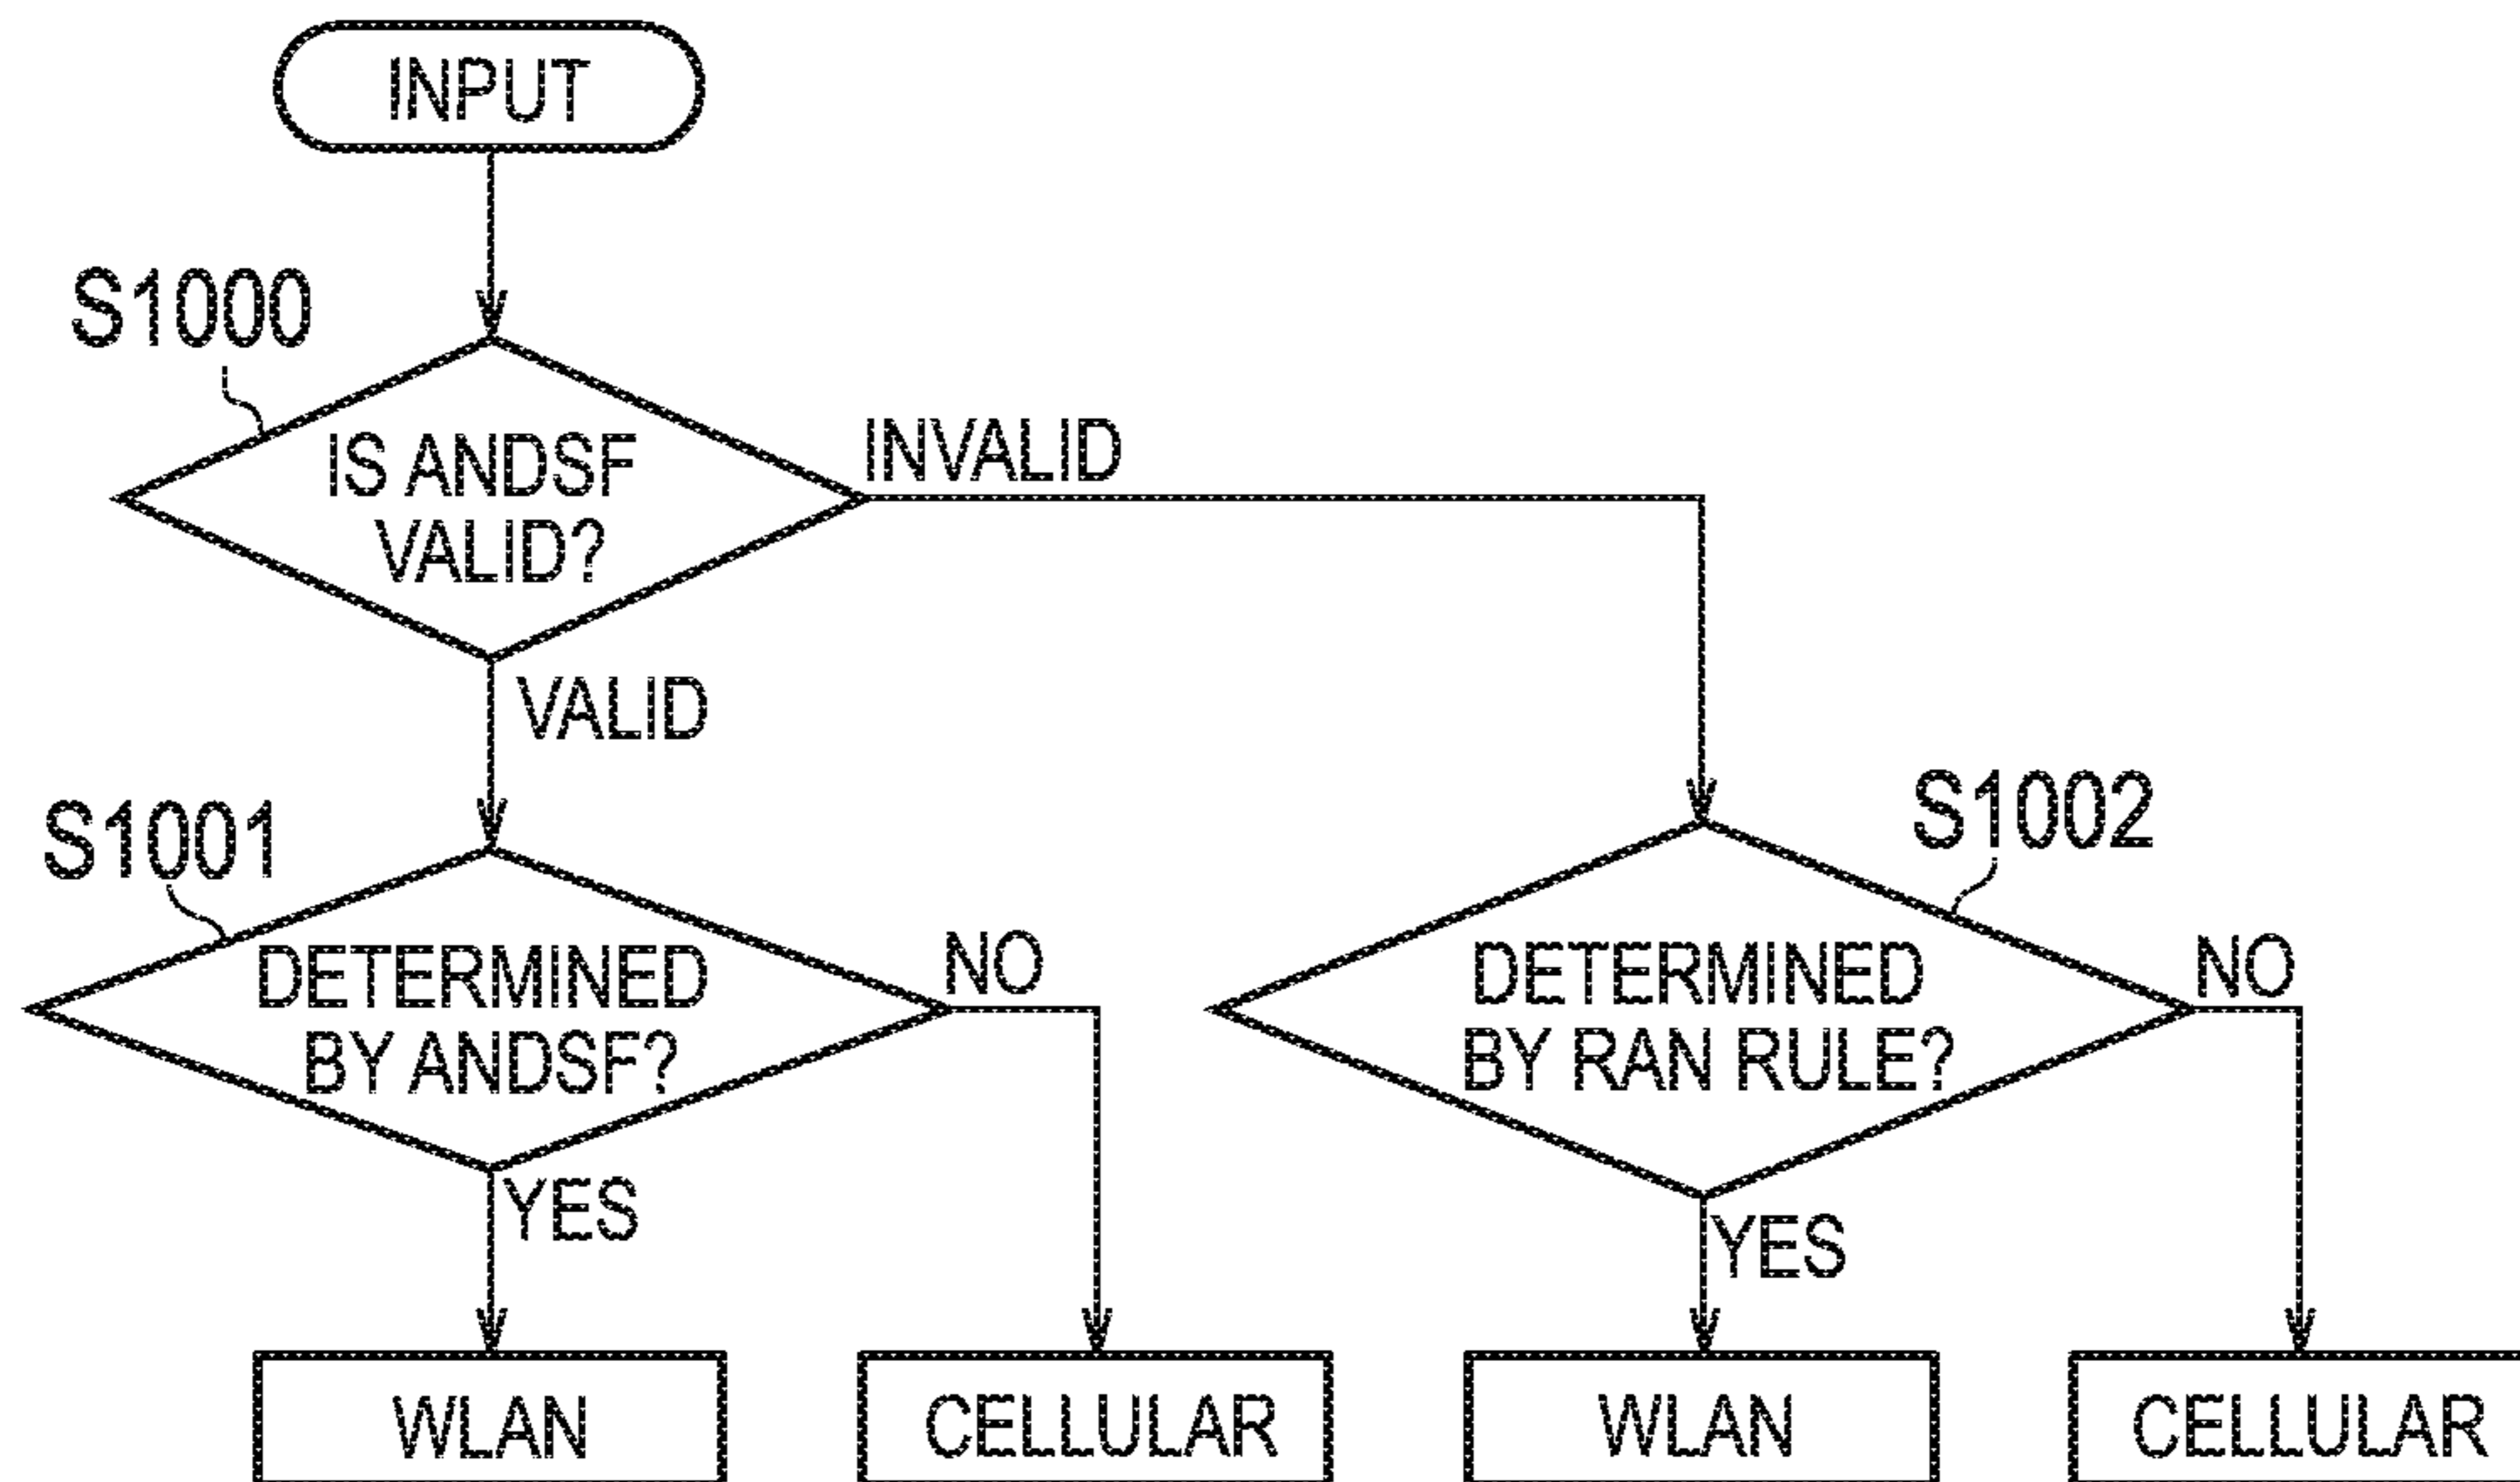 INPUT
S1000
IS ANDSF
VALID?
INVALID
VALID
S1001
DETERMINED
BY ANDSF?
NO
YES
S1002
DETERMINED
BY RAN RULE?
NO
YES
WLAN
CELLULAR
WLAN
CELLULAR